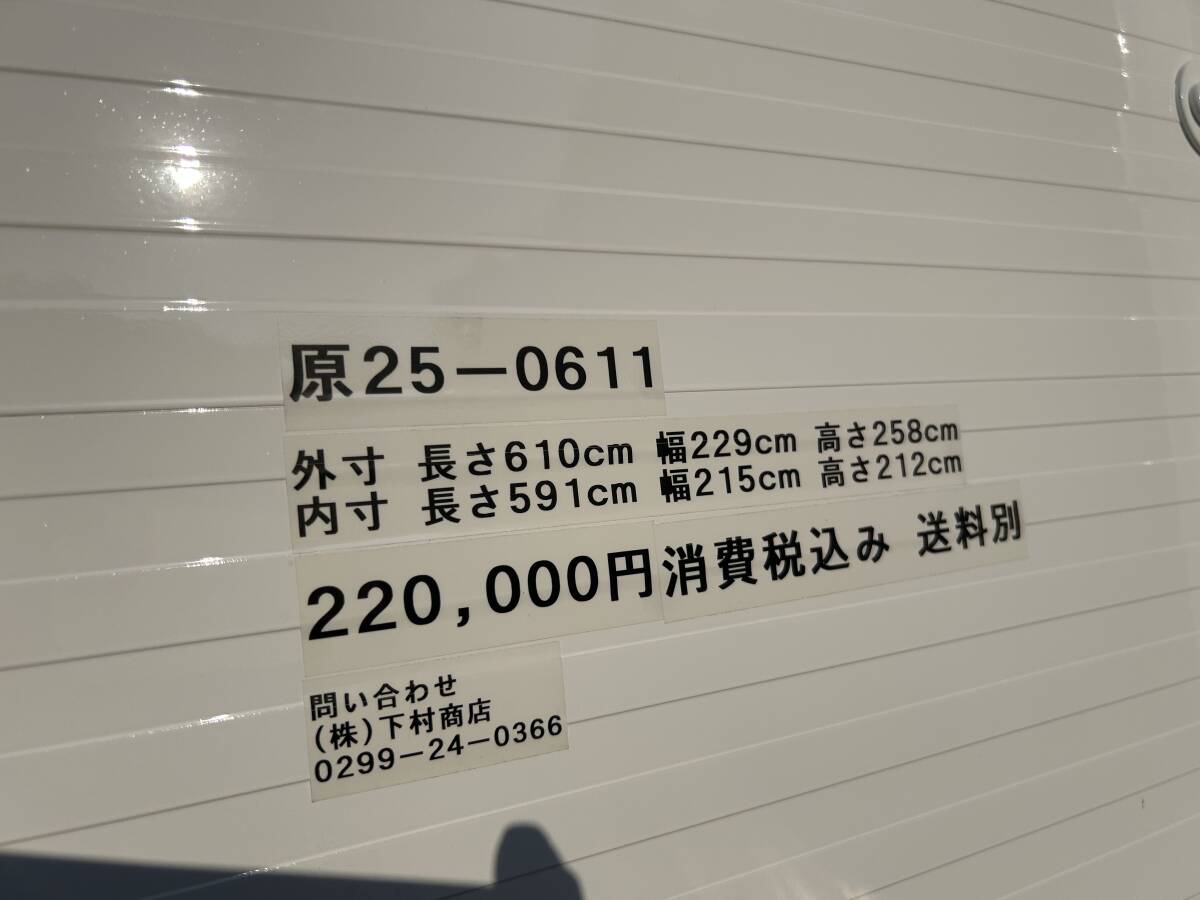 原25−0611
外寸 長さ610cm 幅229cm 高さ258cm
内寸 長さ591cm 幅215cm 高さ212cm
220,000円消費税込み 送料別
問い合わせ
(株)下村商店
0299−24−0366